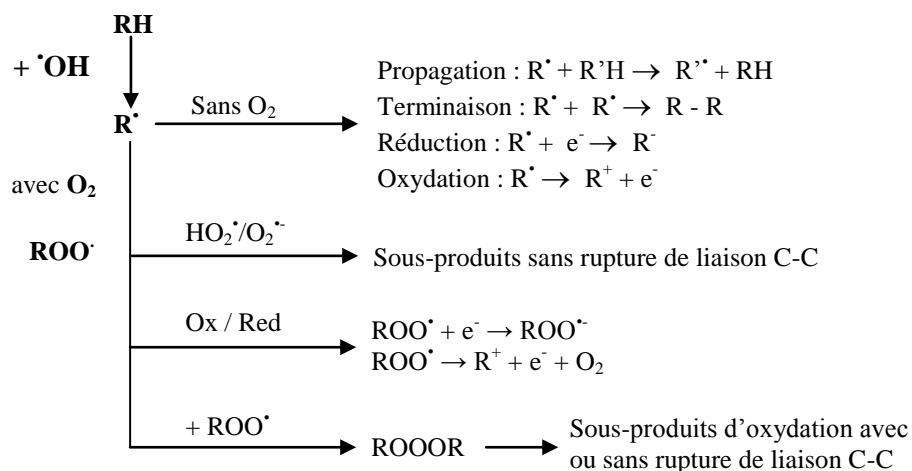 RH
+ •OH
Propagation : R• + R'H → R'• + RH
Sans O2
Terminaison : R• + R• → R - R
R•
Réduction : R• + e- → R-
Oxydation : R• → R+ + e-
avec O2
HO2•/O2•-
ROO·
Sous-produits sans rupture de liaison C-C
Ox / Red
ROO• + e- → ROO•-
ROO• → R+ + e- + O2
+ ROO•
ROOOR
Sous-produits d'oxydation avec
ou sans rupture de liaison C-C